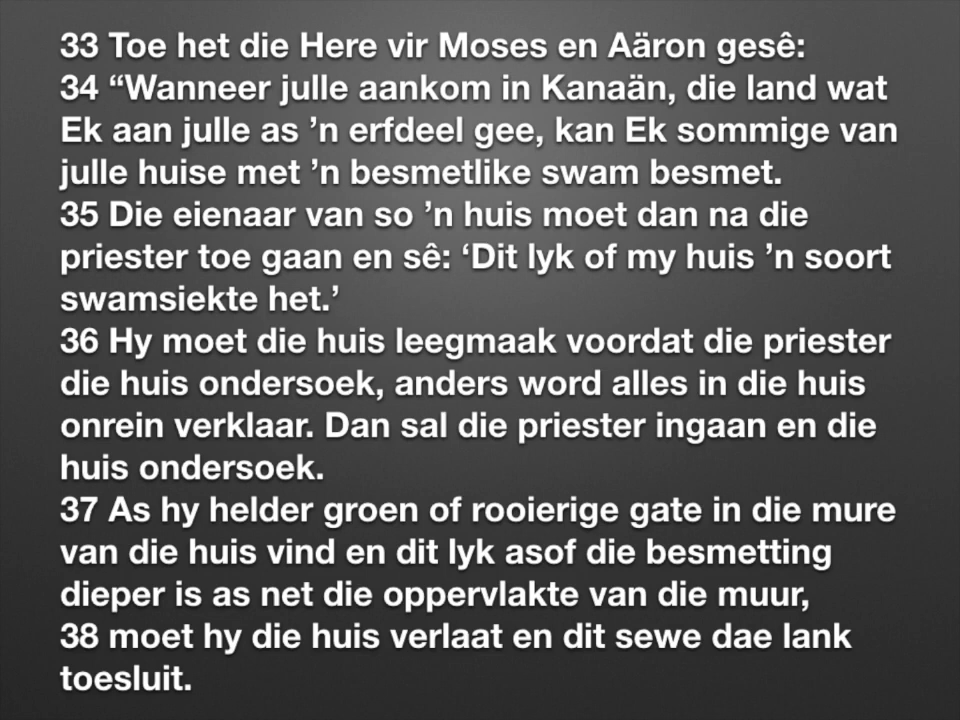 33 Toe het die Here vir Moses en Aäron gesê:
34 “Wanneer julle aankom in Kanaän, die land wat
Ek aan julle as ’n erfdeel gee, kan Ek sommige van
julle huise met ’n besmetlike swam besmet.
35 Die eienaar van so ’n huis moet dan na die
priester toe gaan en sê: ‘Dit lyk of my huis ’n soort
swamsiekte het.’
36 Hy moet die huis leegmaak voordat die priester
die huis ondersoek, anders word alles in die huis
onrein verklaar. Dan sal die priester ingaan en die
huis ondersoek.
37 As hy helder groen of rooierige gate in die mure
van die huis vind en dit lyk asof die besmetting
dieper is as net die oppervlakte van die muur,
38 moet hy die huis verlaat en dit sewe dae lank
toesluit.